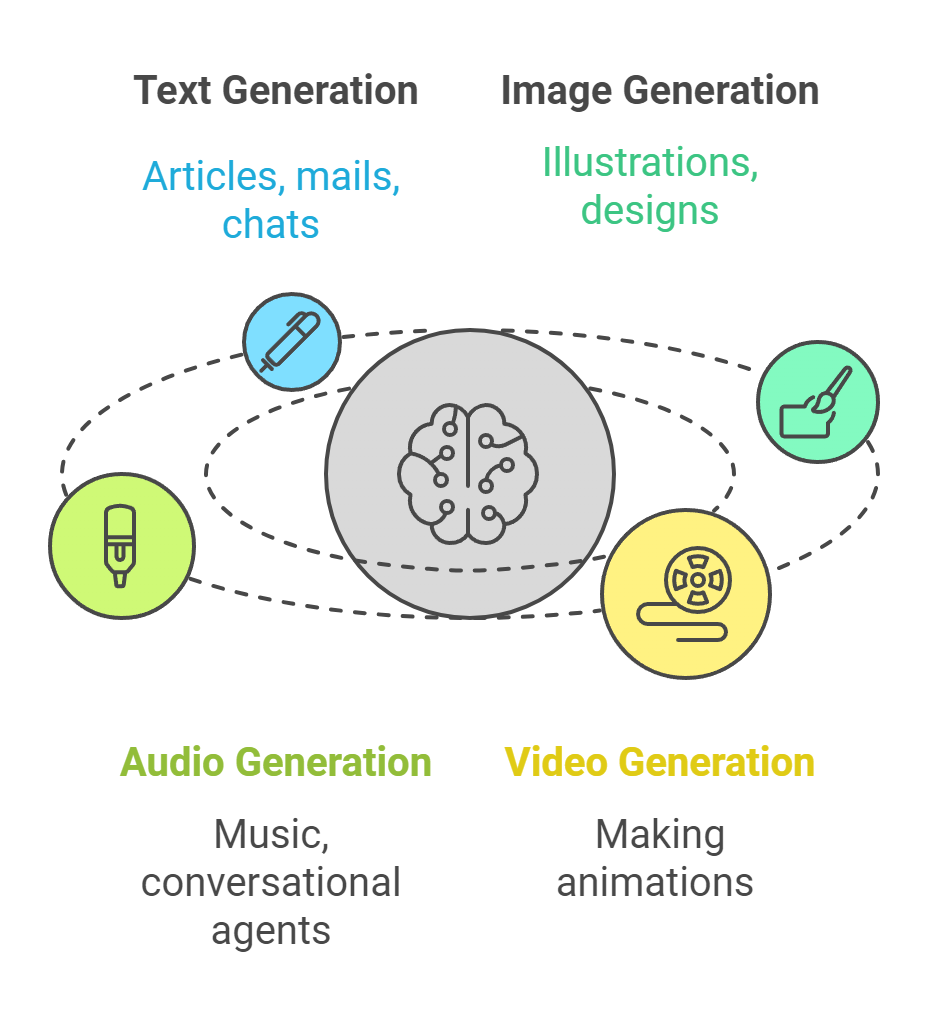 Text Generation
Articles, mails,
chats
Image Generation
Illustrations,
designs
Audio Generation
Music,
conversational
agents
Video Generation
Making
animations